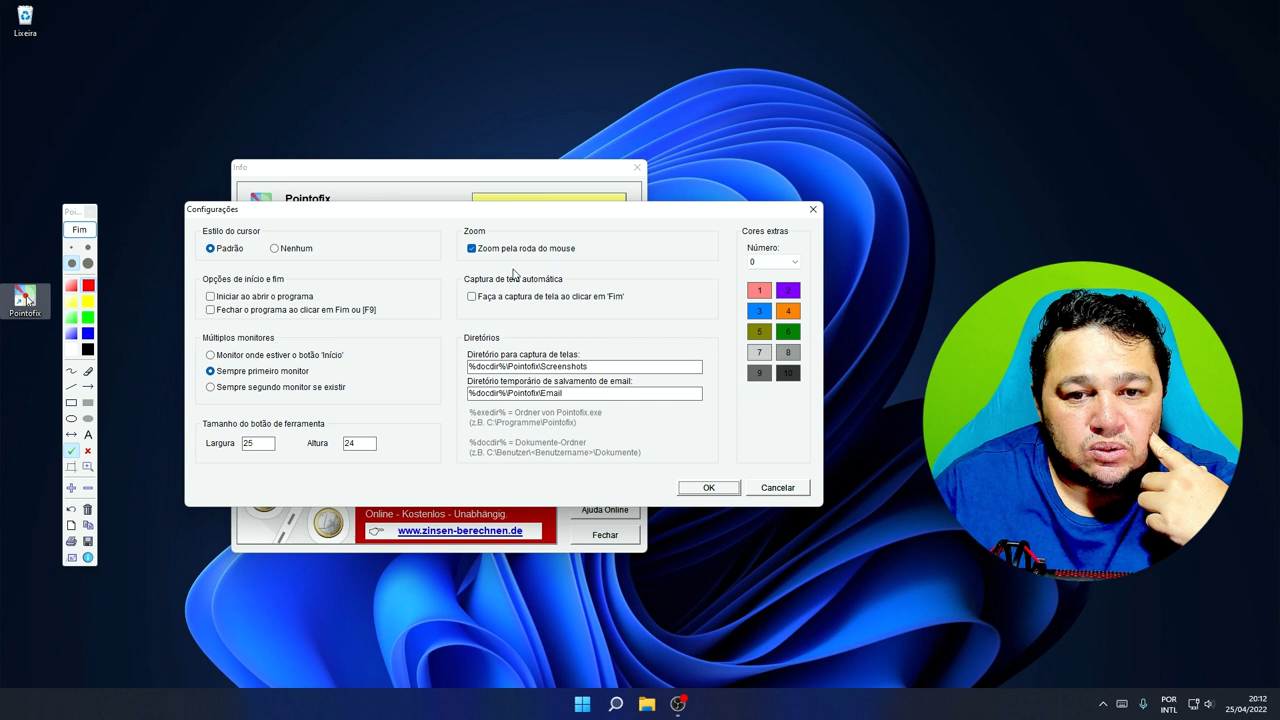 Lixeira
Info
Pointofix
Configurações
Estilo do cursor
Padrão
Nenhum
Opções de início e fim
Iniciar ao abrir o programa
Fechar o programa ao clicar em Fim ou [F9]
Múltiplos monitores
Monitor onde estiver o botão 'Início'
Sempre primeiro monitor
Sempre segundo monitor se existir
Tamanho do botão de ferramenta
Largura 25 Altura 24
Zoom
Zoom pela roda do mouse
Captura de tela automática
Faça a captura de tela ao clicar em 'Fim'
Diretórios
Diretório para captura de telas:
%docdir%\Pointofix\Screenshots
Diretório temporário de salvamento de email:
%docdir%\Pointofix\Email
%exedir% = Ordner von Pointofix.exe
(z.B. C:\Programme\Pointofix)
%docdir% = Dokumente-Ordner
(z.B. C:\Benutzer\<Benutzername>\Dokumente)
Cores extras
Número:
0
1 2
3 4
5 6
7 8
9 10
OK Cancelar
Online - Kostenlos - Unabhängig.
www.zinsen-berechnen.de
Ajuda Online
Fechar
Poi...
Fim
A
Pointofix
POR
INTL
20:12
25/04/2022